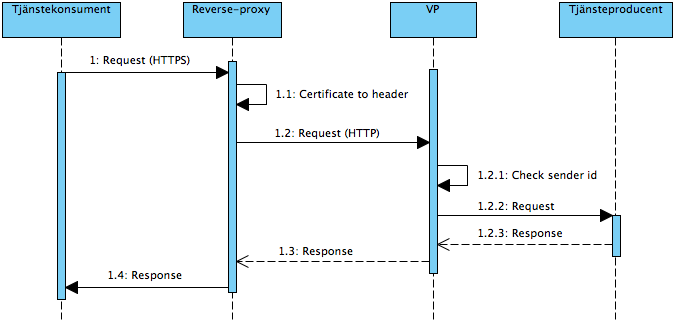 Tjänstekonsument
Reverse-proxy
VP
Tjänsteproducent
1: Request (HTTPS)
1.1: Certificate to header
1.2: Request (HTTP)
1.2.1: Check sender id
1.2.2: Request
1.2.3: Response
1.3: Response
1.4: Response